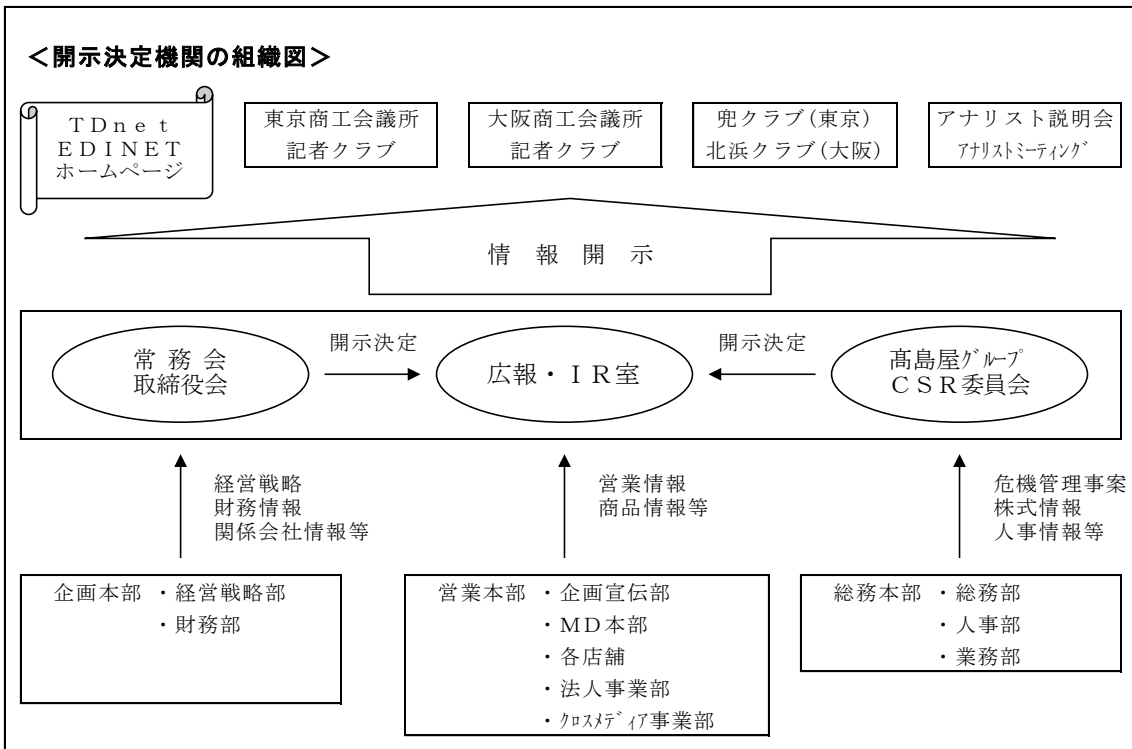 ＜開示決定機関の組織図＞
ＴＤｎｅｔ
ＥＤＩＮＥＴ
ホームページ
東京商工会議所
記者クラブ
大阪商工会議所
記者クラブ
兜クラブ(東京)
北浜クラブ(大阪)
アナリスト説明会
ｱﾅﾘｽﾄﾐｰﾃｨﾝｸﾞ
情 報 開 示
常 務 会
取締役会
開示決定
広報・ＩＲ室
開示決定
髙島屋ｸﾞﾙｰﾌﾟ
ＣＳＲ委員会
経営戦略
財務情報
関係会社情報等
営業情報
商品情報等
危機管理事案
株式情報
人事情報等
企画本部 ・経営戦略部
・財務部
営業本部 ・企画宣伝部
・ＭＤ本部
・各店舗
・法人事業部
・ｸﾛｽﾒﾃﾞｨｱ事業部
総務本部 ・総務部
・人事部
・業務部